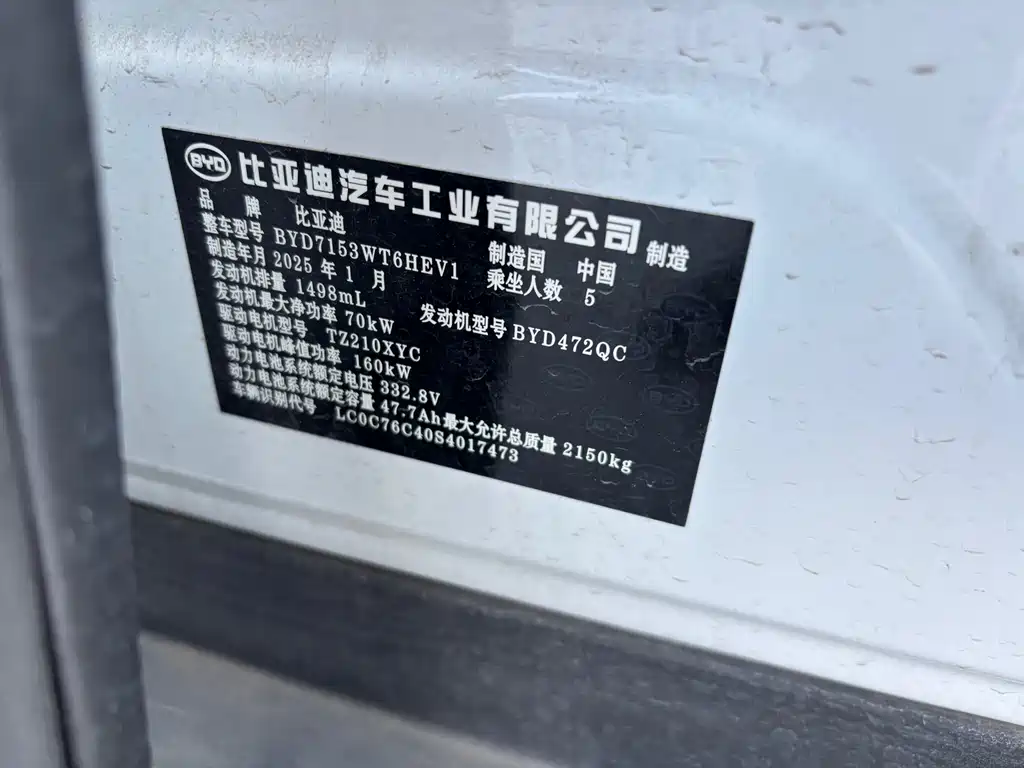 BYD 比亚迪汽车工业有限公司 制造
品牌 比亚迪 制造国 中国
整车型号 BYD7153WT6HEV1 乘坐人数 5
制造年月 2025 年 1 月
发动机排量 1498mL 发动机型号 BYD472QC
发动机最大净功率 70kW
驱动电机型号 TZ210XYC
驱动电机峰值功率 160kW
动力电池系统额定电压 332.8V
动力电池系统额定容量 47.7Ah 最大允许总质量 2150kg
车辆识别代号 LC0C76C40S4017473